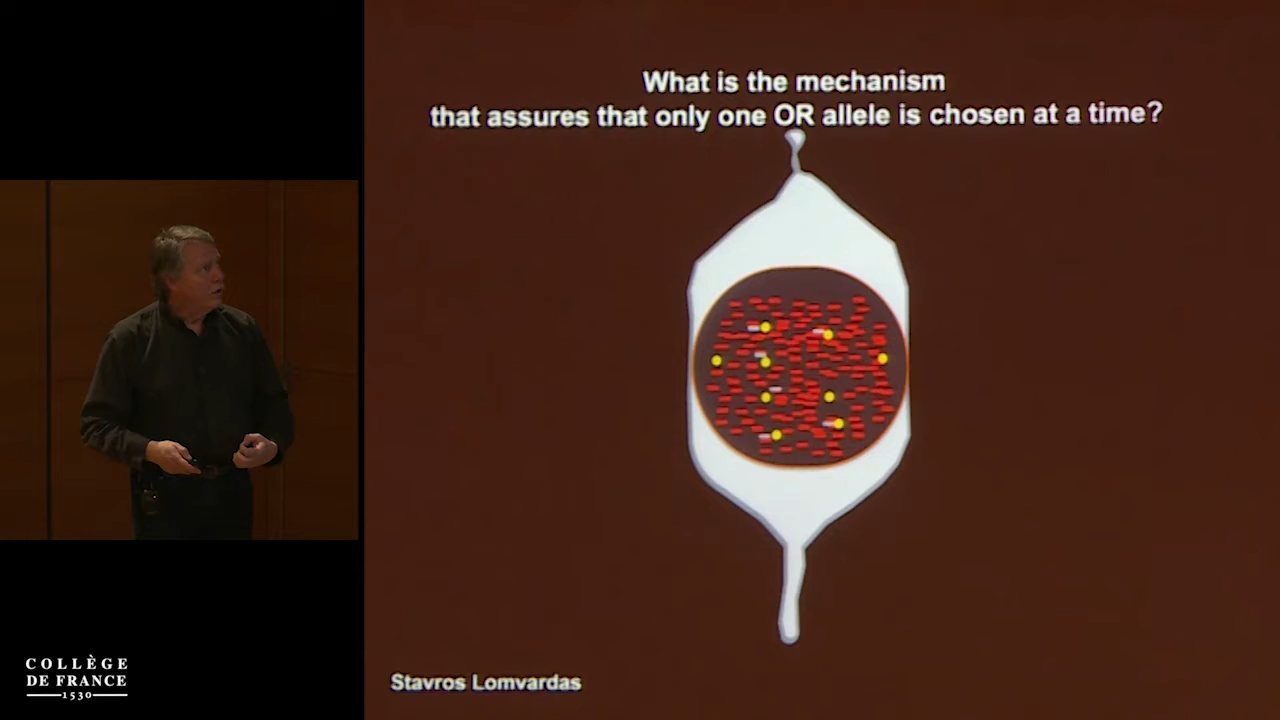 What is the mechanism
that assures that only one OR allele is chosen at a time?
Stavros Lomvardas
COLLÈGE
DE FRANCE
1530